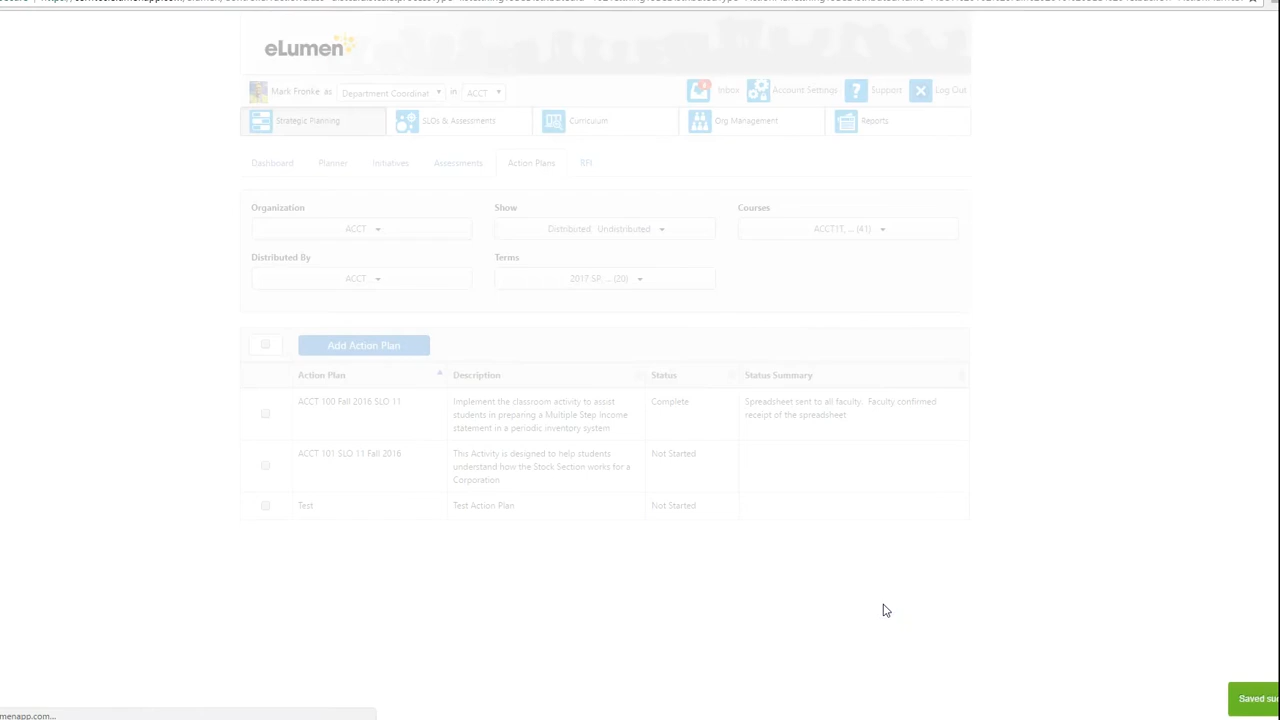 eLumen
Mark Fronke as Department Coordinat in ACCT
2 Inbox Account Settings Support Log Out
Strategic Planning SLOs & Assesments Curriculum Org Management Reports
Dashboard Planner Initiatives Assessments Action Plans RFI
Organization Show Courses
ACCT Distributed Undistributed ACCT1T, ... (41)
Distributed By Terms
ACCT 2017 SP, ... (20)
Add Action Plan
Action Plan Description Status Status Summary
ACCT 100 Fall 2016 SLO 11 Implement the classroom activity to assist Complete Spreadsheet sent to all faculty. Faculty confirmed
students in preparing a Multiple Step Income receipt of the spreadsheet
statement in a periodic inventory system
ACCT 101 SLO 11 Fall 2016 This Activity is designed to help students Not Started
understand how the Stock Section works for a
Corporation
Test Test Action Plan Not Started
Saved su
menapp.com...